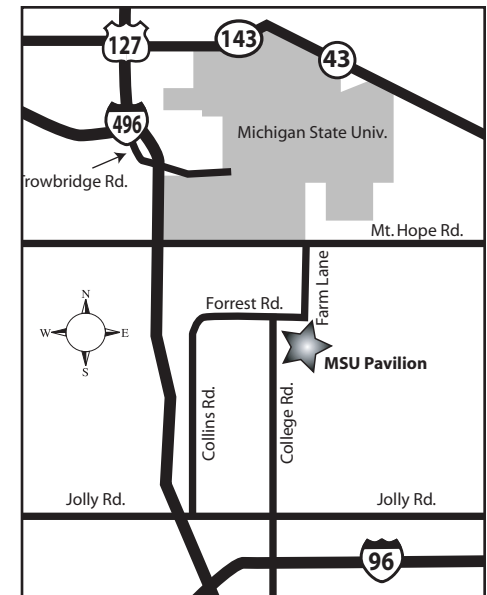 127
143
43
496
Michigan State Univ.
Trowbridge Rd.
Mt. Hope Rd.
Farm Lane
Forrest Rd.
N
W
E
S
MSU Pavilion
Collins Rd.
College Rd.
Jolly Rd.
Jolly Rd.
96